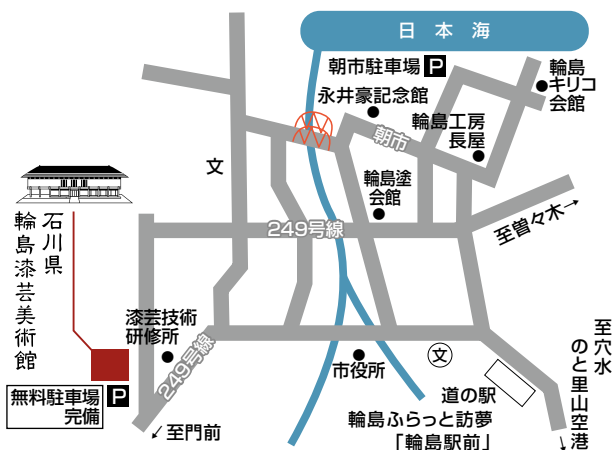 日本海
朝市駐車場 P
輪島
キリコ
会館
永井豪記念館
輪島工房
長屋
朝市
文
輪島塗
会館
249号線
至曽々木→
石川県
輪島漆芸美術館
漆芸技術
研修所
249号線
市役所
文
道の駅
輪島ふらっと訪夢
「輪島駅前」
至穴水
のと里山空港
↓
無料駐車場
完備
P
↙至門前